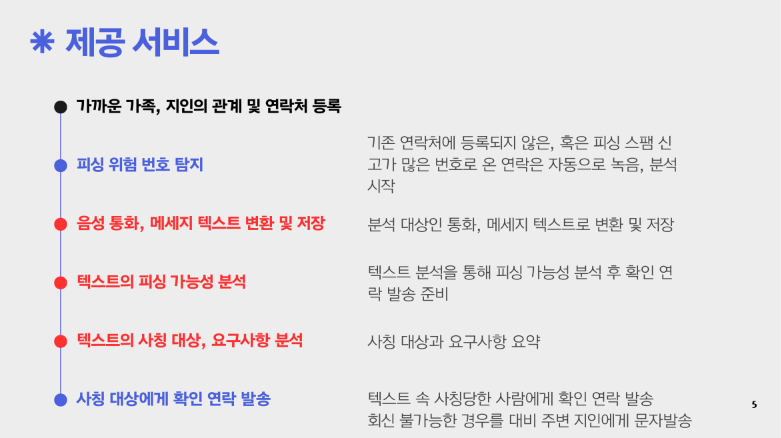 ✳ 제공 서비스
가까운 가족, 지인의 관계 및 연락처 등록
피싱 위험 번호 탐지
기존 연락처에 등록되지 않은, 혹은 피싱 스팸 신
고가 많은 번호로 온 연락은 자동으로 녹음, 분석
시작
음성 통화, 메세지 텍스트 변환 및 저장
분석 대상인 통화, 메세지 텍스트로 변환 및 저장
텍스트의 피싱 가능성 분석
텍스트 분석을 통해 피싱 가능성 분석 후 확인 연
락 발송 준비
텍스트의 사칭 대상, 요구사항 분석
사칭 대상과 요구사항 요약
사칭 대상에게 확인 연락 발송
텍스트 속 사칭당한 사람에게 확인 연락 발송
회신 불가능한 경우를 대비 주변 지인에게 문자발송
5